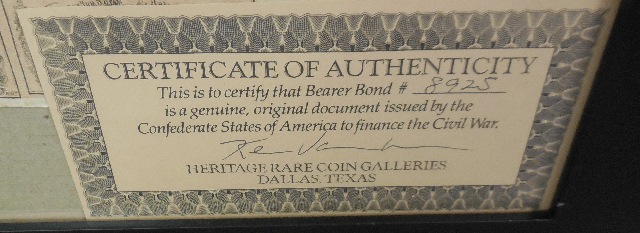 CERTIFICATE OF AUTHENTICITY
This is to certify that Bearer Bond # 8925
is a genuine, original document issued by the
Confederate States of America to finance the Civil War.
HERITAGE RARE COIN GALLERIES
DALLAS, TEXAS